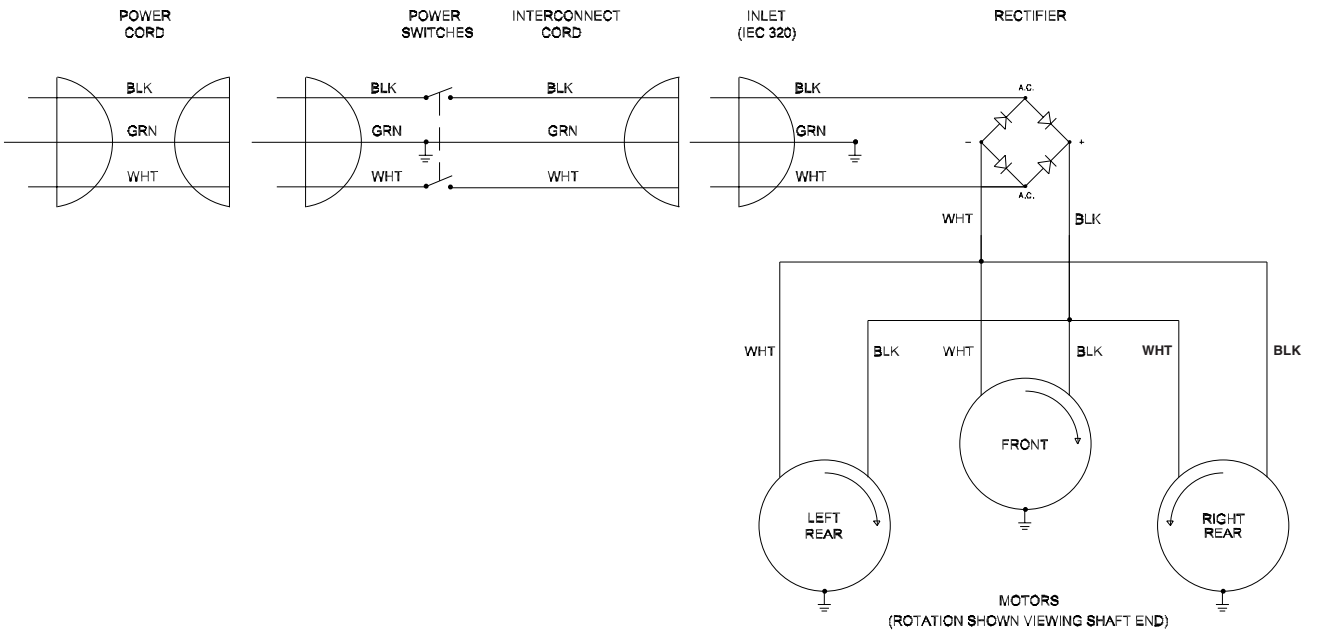 POWER
CORD
POWER
SWITCHES
INTERCONNECT
CORD
INLET
(IEC 320)
RECTIFIER
BLK
BLK
BLK
BLK
A.C.
GRN
GRN
GRN
GRN
-
+
WHT
WHT
WHT
WHT
A.C.
WHT
BLK
WHT
BLK
WHT
BLK
WHT
BLK
FRONT
LEFT
REAR
RIGHT
REAR
MOTORS
(ROTATION SHOWN VIEWING SHAFT END)